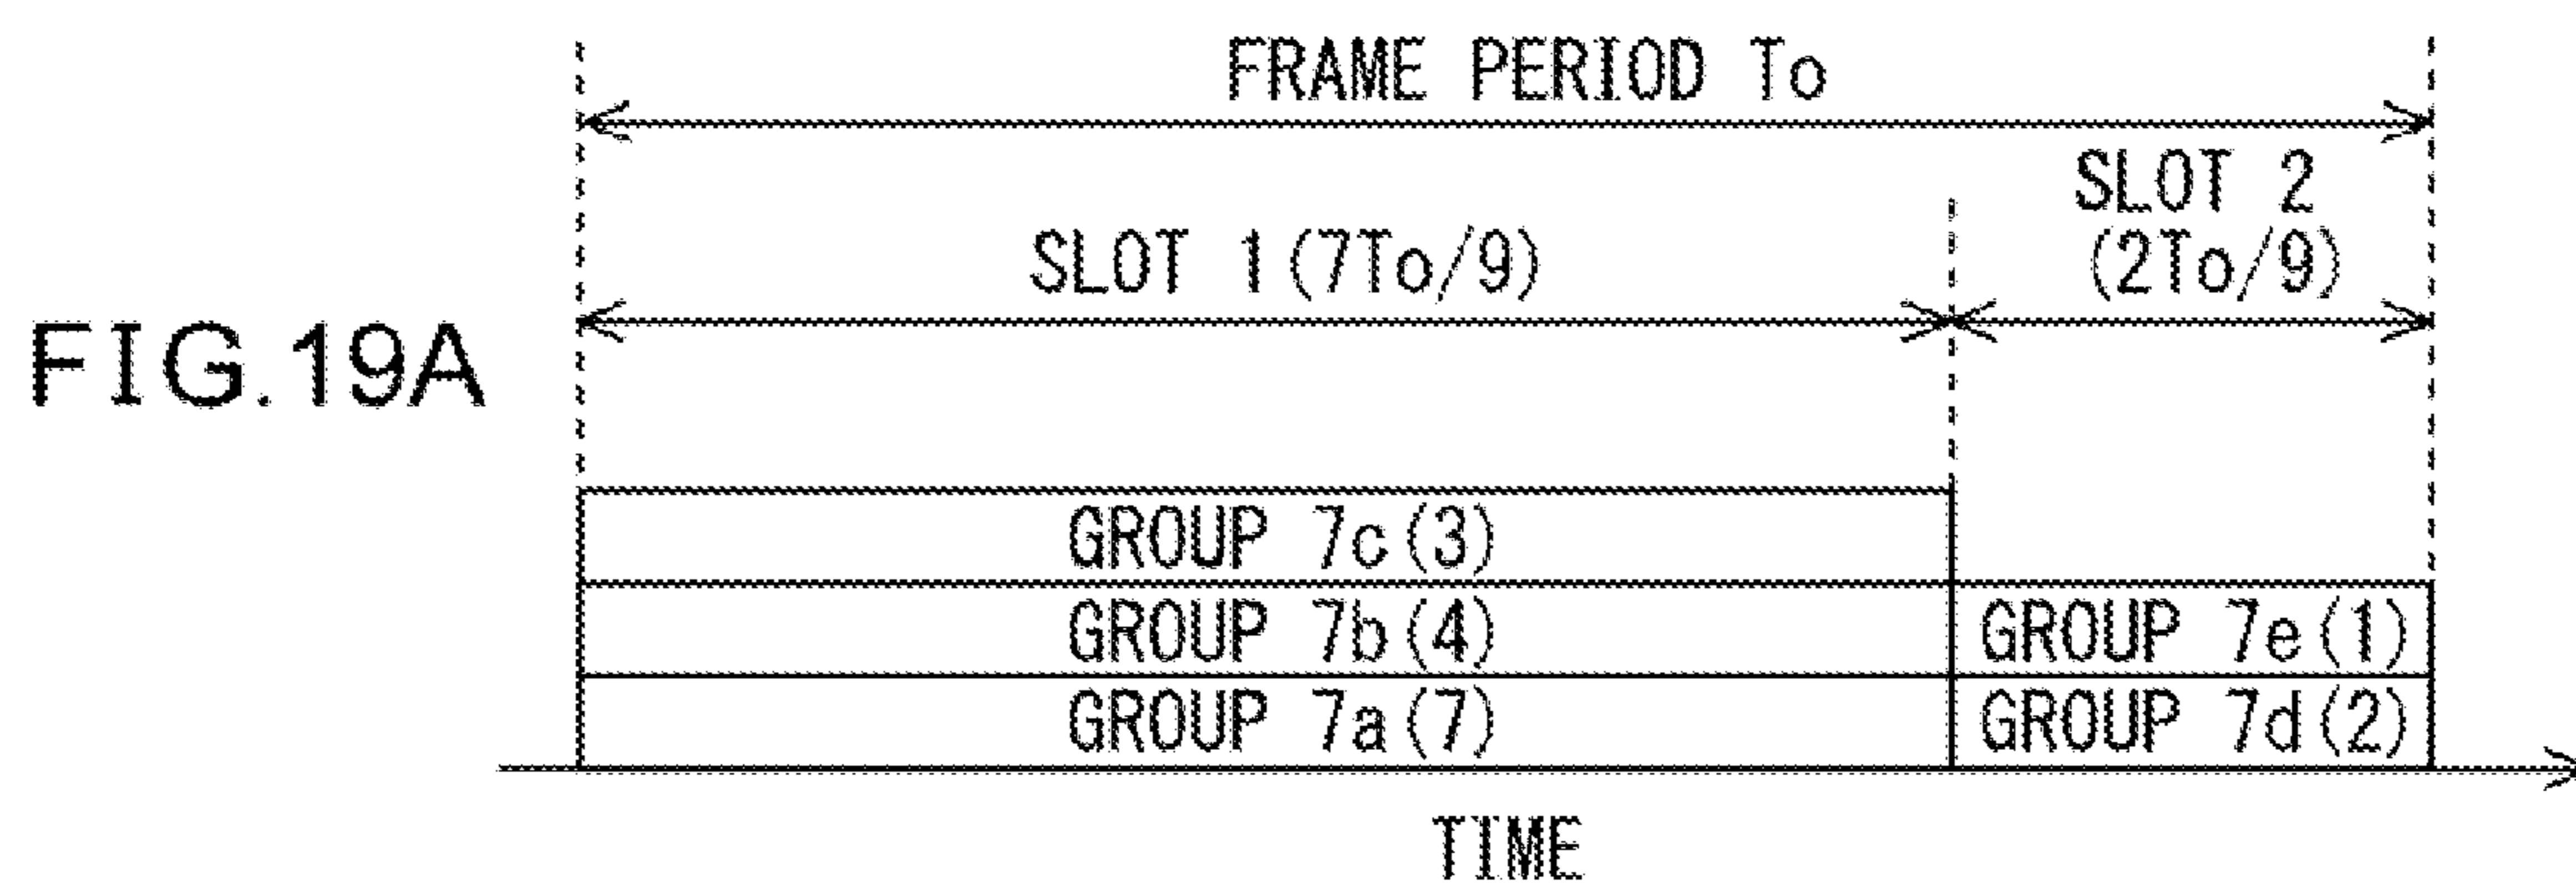 FRAME PERIOD To
SLOT 2
(2To/9)
SLOT 1(7To/9)
FIG.19A
GROUP 7c(3)
GROUP 7b(4)
GROUP 7e(1)
GROUP 7a(7)
GROUP 7d(2)
TIME